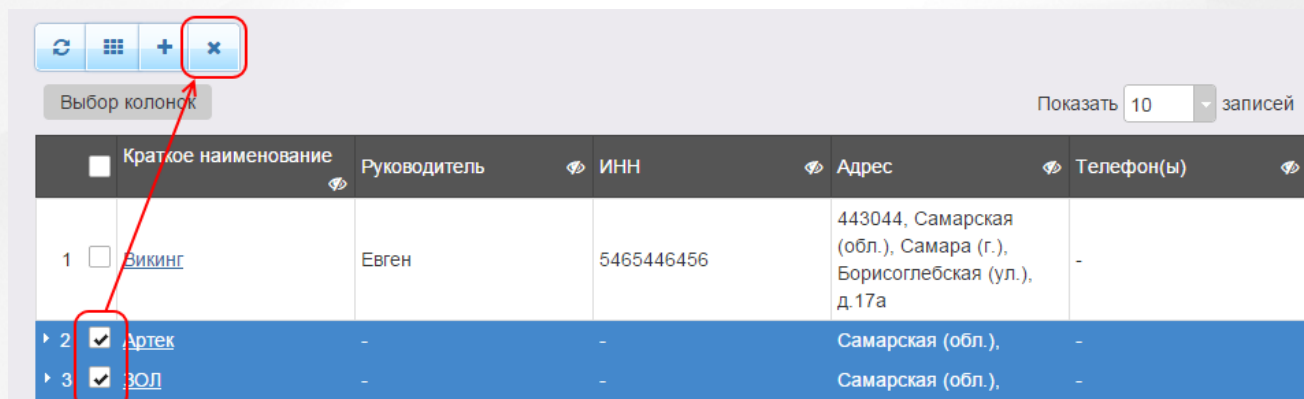 Выбор колонок
Показать 10 записей
Краткое наименование Руководитель ИНН Адрес Телефон(ы)
443044, Самарская
(обл.), Самара (г.),
1 Викинг Евген 5465446456 Борисоглебская (ул.), -
д.17а
2 Артек - - Самарская (обл.), -
3 ЗОЛ - - Самарская (обл.), -